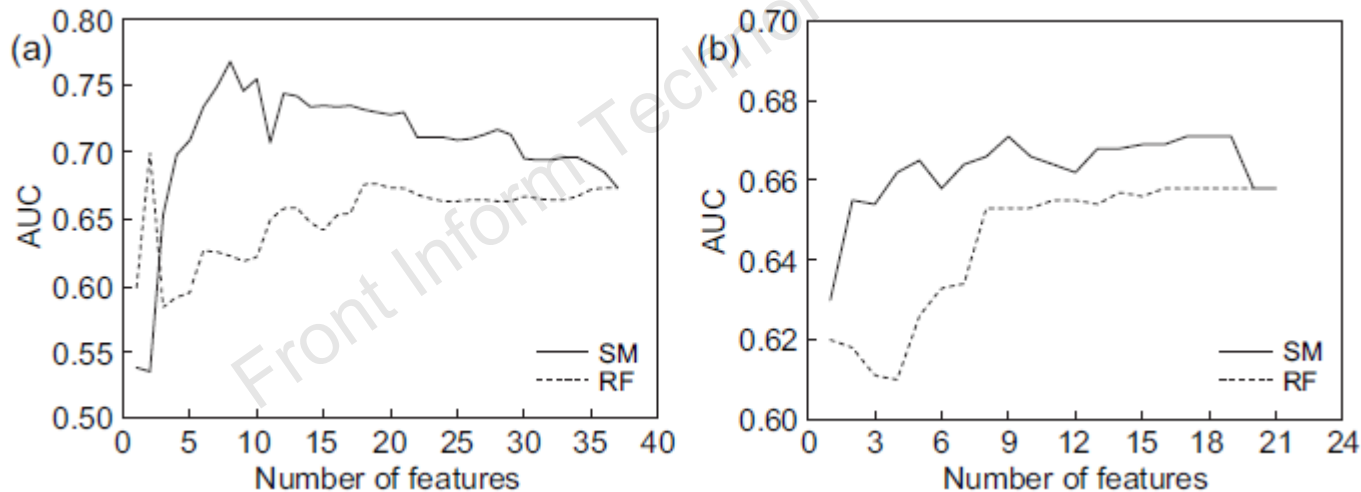 (a)
0.80
0.75
0.70
0.65
0.60
0.55
0.50
AUC
0 5 10 15 20 25 30 35 40
Number of features
SM
RF
(b)
0.70
0.68
0.66
0.64
0.62
0.60
AUC
0 3 6 9 12 15 18 21 24
Number of features
SM
RF
Front Inform Technol